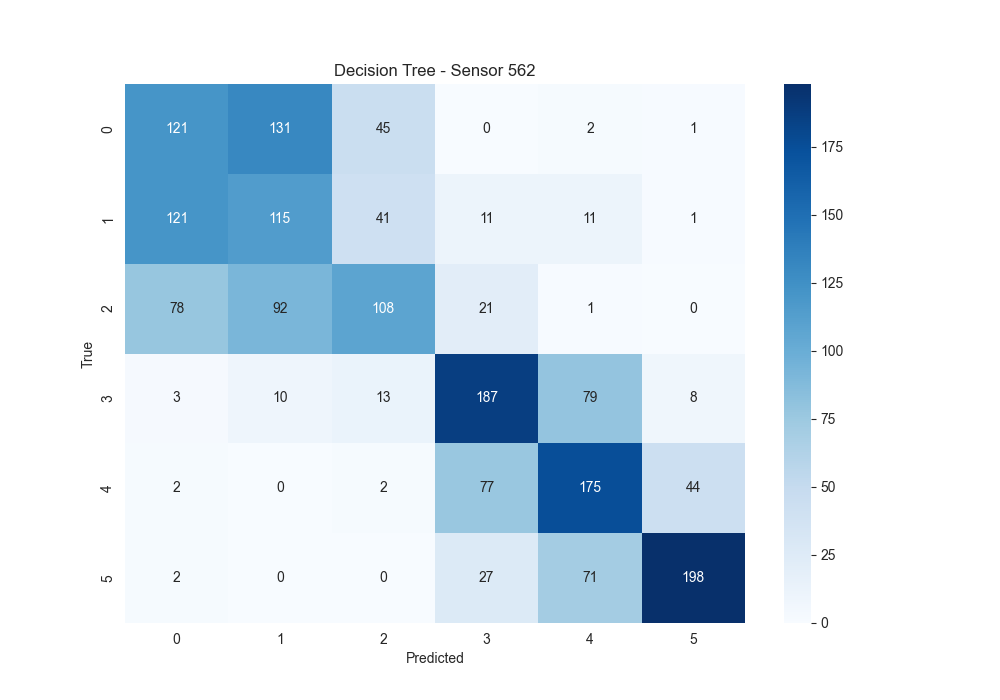 Decision Tree - Sensor 562
0 121 131 45 0 2 1
1 121 115 41 11 11 1
2 78 92 108 21 1 0
3 3 10 13 187 79 8
4 2 0 2 77 175 44
5 2 0 0 27 71 198
True
0 1 2 3 4 5
Predicted
175
150
125
100
75
50
25
0